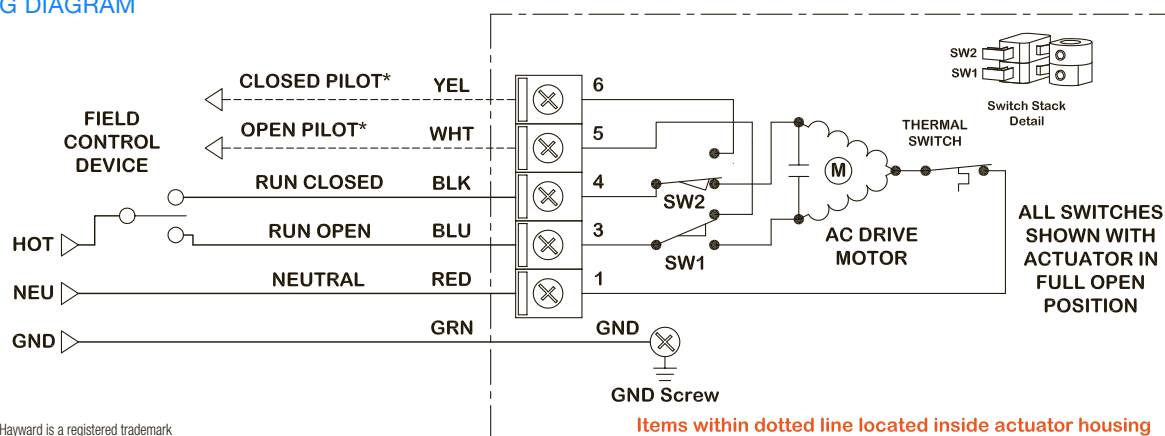 G DIAGRAM
SW2
SW1
Switch Stack
Detail
CLOSED PILOT*
YEL
6
OPEN PILOT*
WHT
5
FIELD
CONTROL
DEVICE
RUN CLOSED
BLK
4
RUN OPEN
BLU
3
HOT
NEUTRAL
RED
1
NEU
GRN
GND
GND
GND Screw
SW2
SW1
M
AC DRIVE
MOTOR
THERMAL
SWITCH
ALL SWITCHES
SHOWN WITH
ACTUATOR IN
FULL OPEN
POSITION
Items within dotted line located inside actuator housing
Hayward is a registered trademark